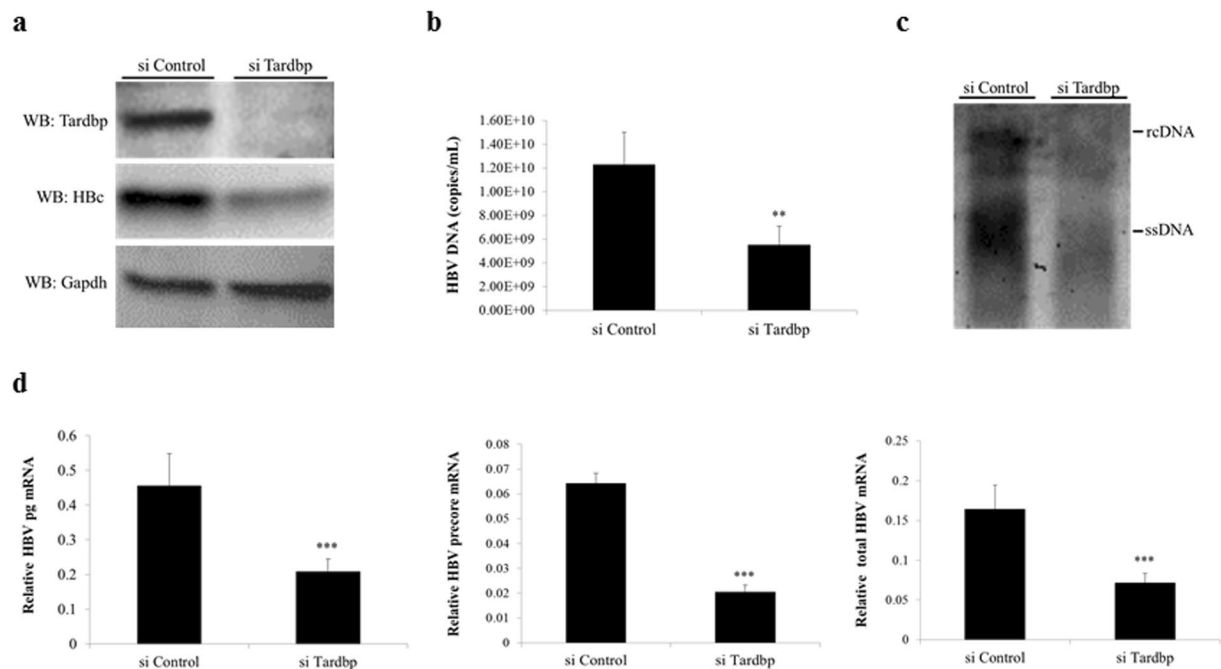 a
si Control si Tardbp
WB: Tardbp
WB: HBc
WB: Gapdh
b
HBV DNA (copies/mL)
1.60E+10
1.40E+10
1.20E+10
1.00E+10
8.00E+09
6.00E+09
4.00E+09
2.00E+09
0.00E+00
**
si Control si Tardbp
c
si Control si Tardbp
rcDNA
ssDNA
d
Relative HBV pg mRNA
0.6
0.5
0.4
0.3
0.2
0.1
0
***
si Control si Tardbp
Relative HBV precore mRNA
0.08
0.07
0.06
0.05
0.04
0.03
0.02
0.01
0
***
si Control si Tardbp
Relative total HBV mRNA
0.25
0.2
0.15
0.1
0.05
0
***
si Control si Tardbp